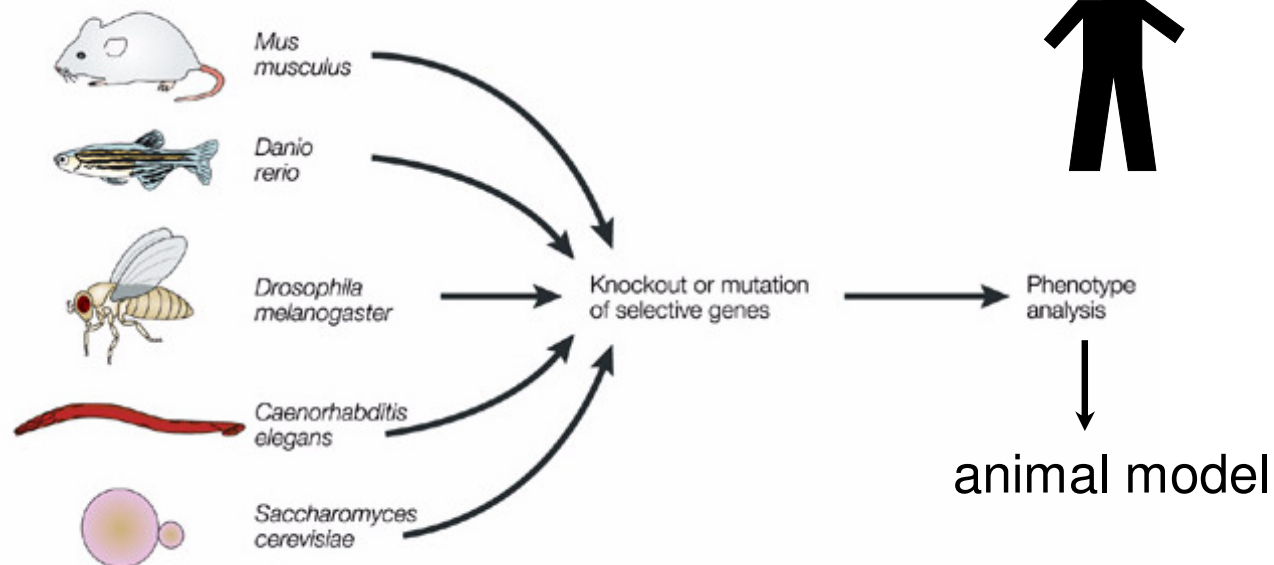 Mus
musculus
Danio
rerio
Drosophila
melanogaster
Knockout or mutation
of selective genes
Phenotype
analysis
Caenorhabditis
elegans
animal model
Saccharomyces
cerevisiae